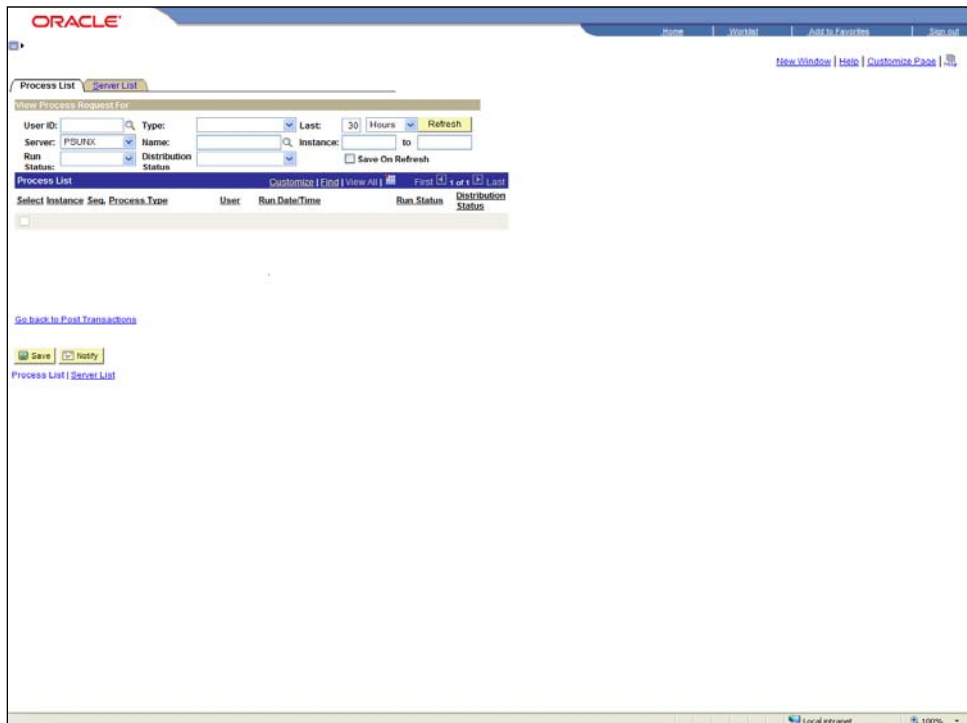 ORACLE
Home Worklist Add to Favorites Sign out
New Window | Help | Customize Page |
Process List Server List
View Process Request For
User ID: Type: Last: 30 Hours Refresh
Server: PSUNX Name: Instance: to
Run Status: Distribution Status Save On Refresh
Process List Customize | Find | View All | First 1 of 1 Last
Select Instance Seq. Process Type User Run Date/Time Run Status Distribution Status
Go back to Post Transactions
Save Notify
Process List | Server List
Local intranet 100%